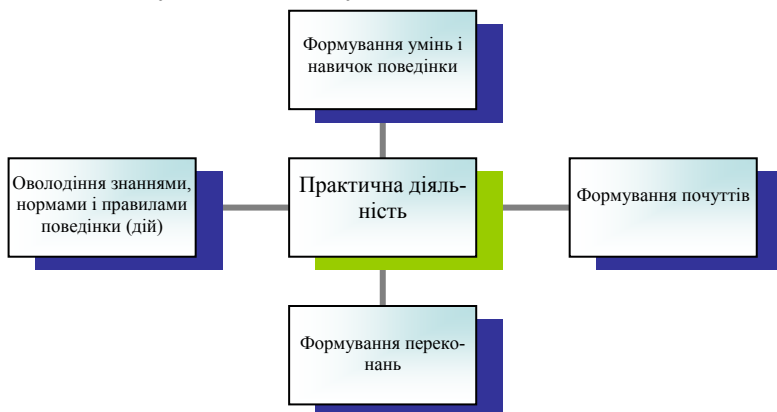 Формування умінь і
навичок поведінки
Оволодіння знаннями,
нормами і правилами
поведінки (дій)
Практична діяль-
ність
Формування почуттів
Формування переко-
нань